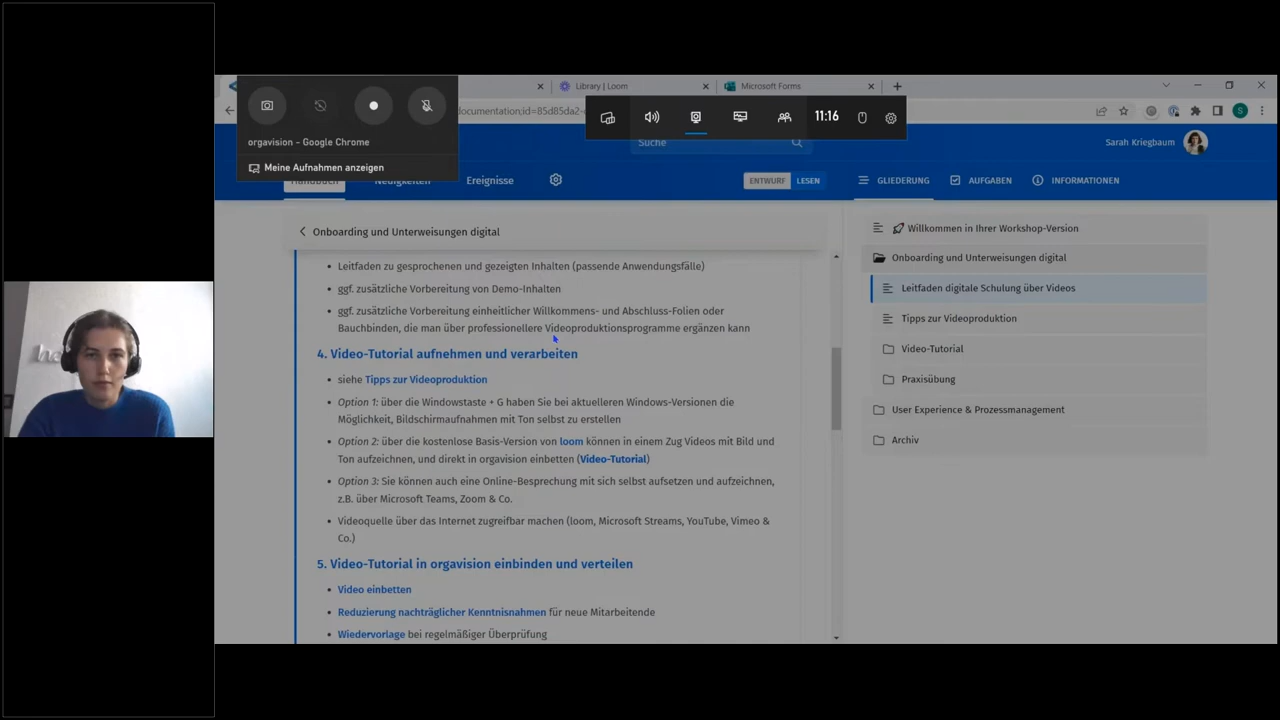 Library | Loom
Microsoft Forms
documentation;id=85d85da2-
S
orgavision - Google Chrome
Meine Aufnahmen anzeigen
11:16
Suche
Sarah Kriegbaum
Handbuch
Neuigkeiten
Ereignisse
ENTWURF
LESEN
GLIEDERUNG
AUFGABEN
INFORMATIONEN
Onboarding und Unterweisungen digital
• Leitfaden zu gesprochenen und gezeigten Inhalten (passende Anwendungsfälle)
• ggf. zusätzliche Vorbereitung von Demo-Inhalten
• ggf. zusätzliche Vorbereitung einheitlicher Willkommens- und Abschluss-Folien oder
Bauchbinden, die man über professionellere Videoproduktionsprogramme ergänzen kann
4. Video-Tutorial aufnehmen und verarbeiten
• siehe Tipps zur Videoproduktion
• Option 1: über die Windowstaste + G haben Sie bei aktuelleren Windows-Versionen die
Möglichkeit, Bildschirmaufnahmen mit Ton selbst zu erstellen
• Option 2: über die kostenlose Basis-Version von loom können in einem Zug Videos mit Bild und
Ton aufzeichnen, und direkt in orgavision einbetten (Video-Tutorial)
• Option 3: Sie können auch eine Online-Besprechung mit sich selbst aufsetzen und aufzeichnen,
z.B. über Microsoft Teams, Zoom & Co.
• Videoquelle über das Internet zugreifbar machen (loom, Microsoft Streams, YouTube, Vimeo &
Co.)
5. Video-Tutorial in orgavision einbinden und verteilen
• Video einbetten
• Reduzierung nachträglicher Kenntnisnahmen für neue Mitarbeitende
• Wiedervorlage bei regelmäßiger Überprüfung
Willkommen in Ihrer Workshop-Version
Onboarding und Unterweisungen digital
Leitfaden digitale Schulung über Videos
Tipps zur Videoproduktion
Video-Tutorial
Praxisübung
User Experience & Prozessmanagement
Archiv